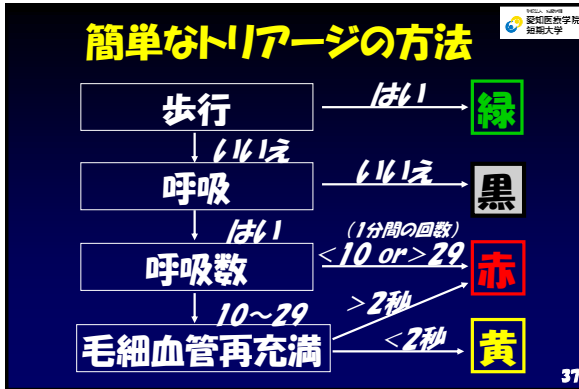 愛知医療学院
短期大学
簡単なトリアージの方法
歩行
はい
緑
いいえ
呼吸
いいえ
黒
はい
(1分間の回数)
呼吸数
<10 or>29
赤
10～29
>2秒
毛細血管再充満
<2秒
黄
37